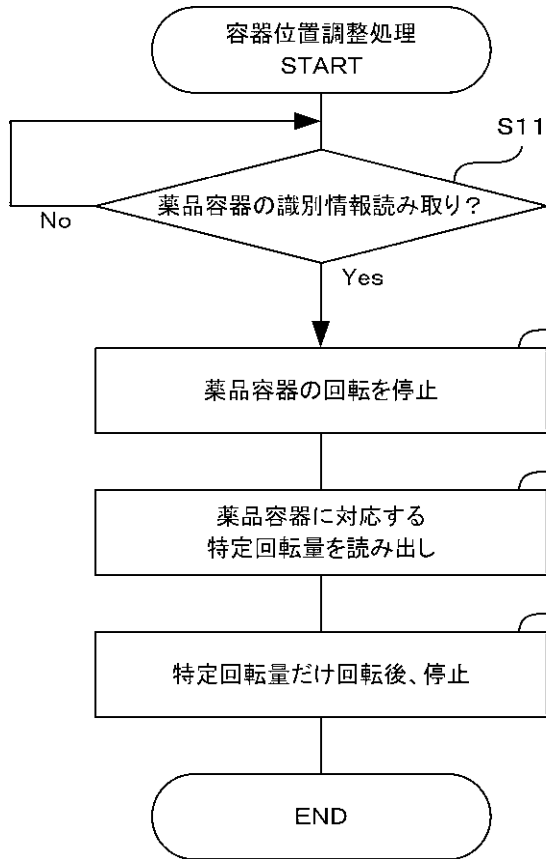 容器位置調整処理
START
S11
薬品容器の識別情報読み取り？
No
Yes
薬品容器の回転を停止
薬品容器に対応する
特定回転量を読み出し
特定回転量だけ回転後、停止
END